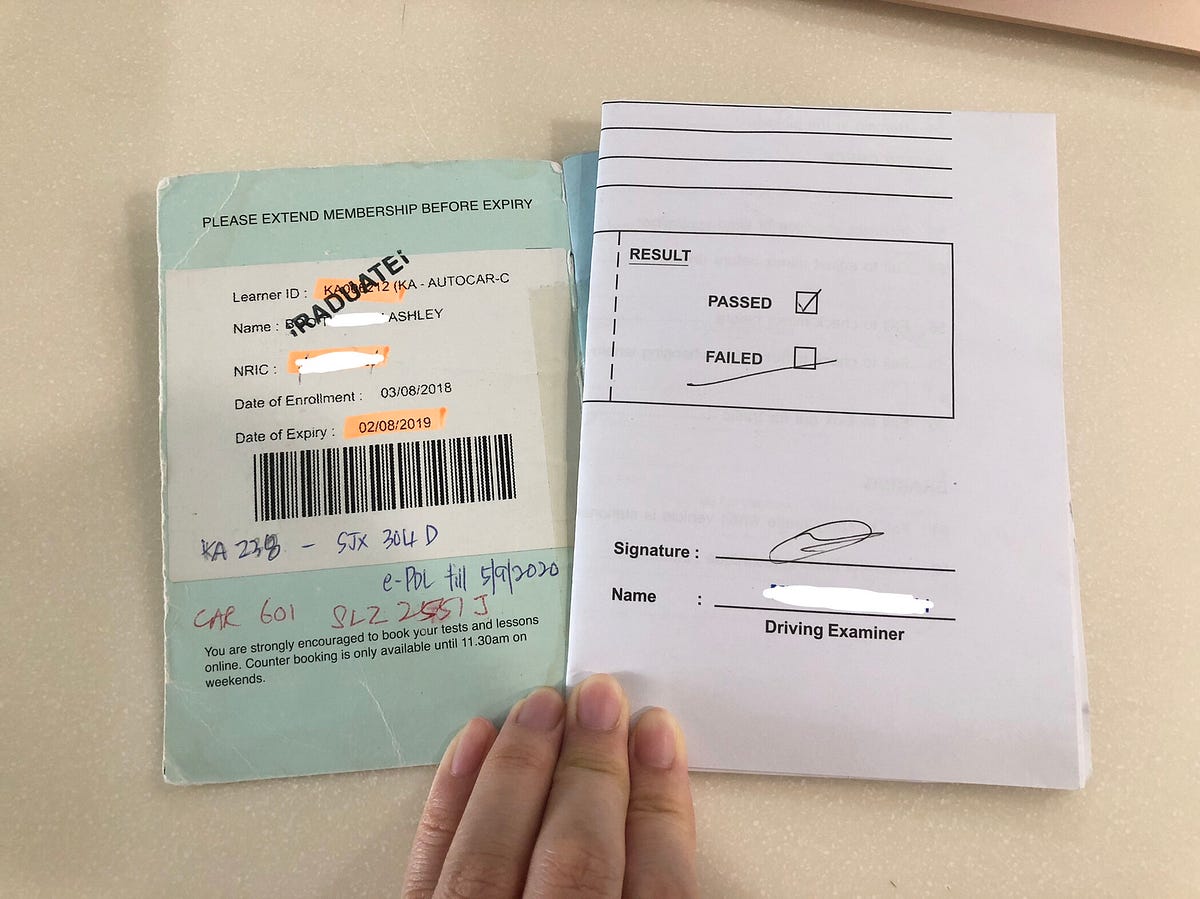 PLEASE EXTEND MEMBERSHIP BEFORE EXPIRY
RADUATE
Learner ID : (KA - AUTOCAR-C
Name : ASHLEY
NRIC :
Date of Enrollment : 03/08/2018
Date of Expiry : 02/08/2019
KA - SJX 304 D
e-PDL till 5/9/2020
CAR 601 SLZ 2551 J
You are strongly encouraged to book your tests and lessons
online. Counter booking is only available until 11.30am on
weekends.
RESULT
PASSED
FAILED
Signature :
Name :
Driving Examiner